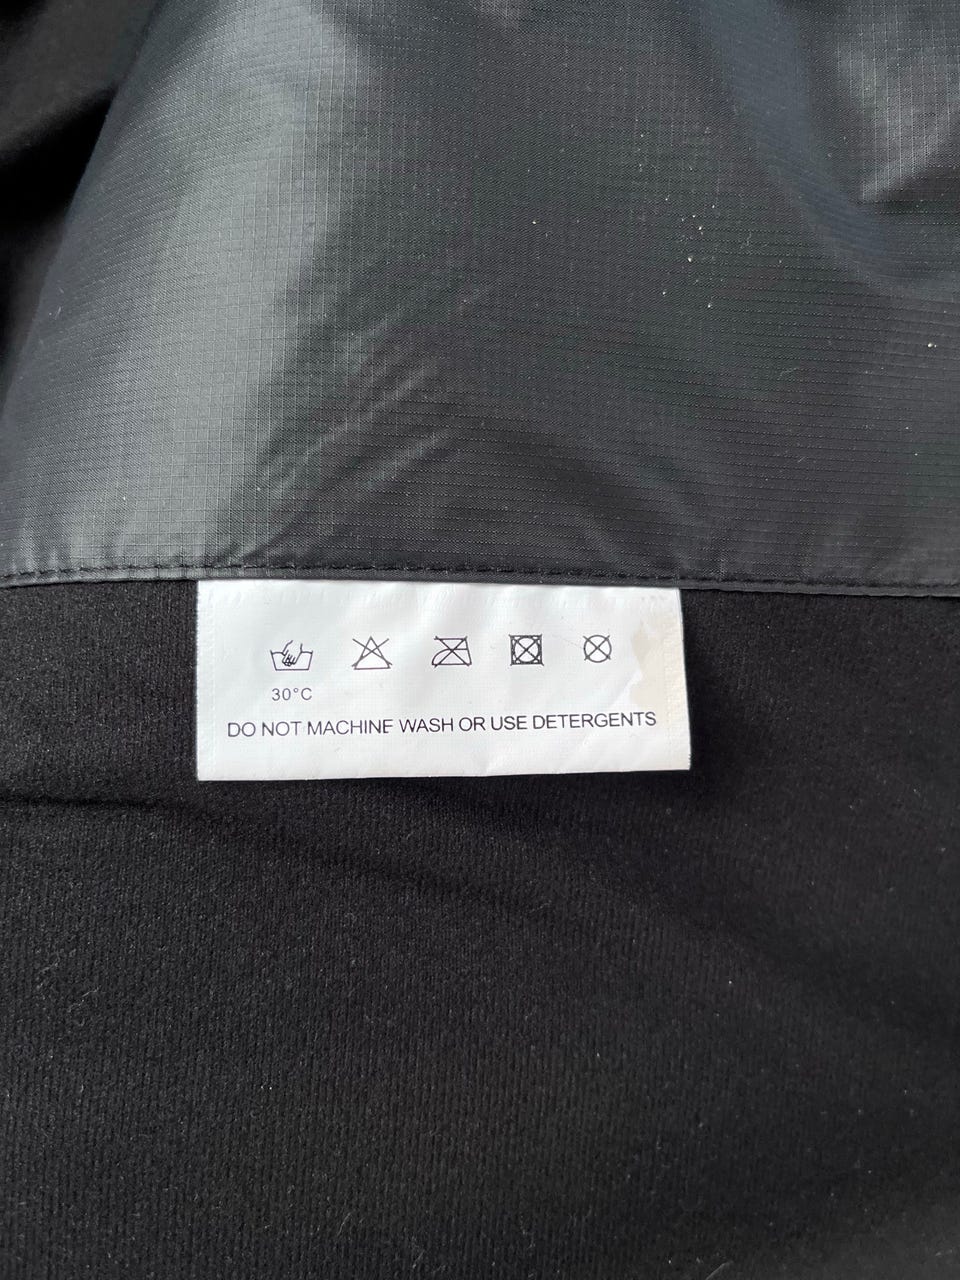 30°C
DO NOT MACHINE WASH OR USE DETERGENTS